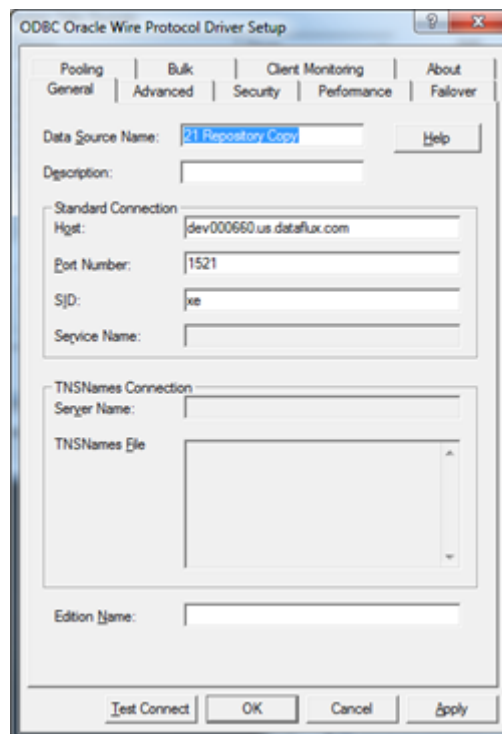 ODBC Oracle Wire Protocol Driver Setup
Pooling Bulk Client Monitoring About
General Advanced Security Performance Failover
Data Source Name: 21 Repository Copy Help
Description:
Standard Connection
Host: dev000660.us.dataflux.com
Port Number: 1521
SID: xe
Service Name:
TNSNames Connection
Server Name:
TNSNames File
Edition Name:
Test Connect OK Cancel Apply